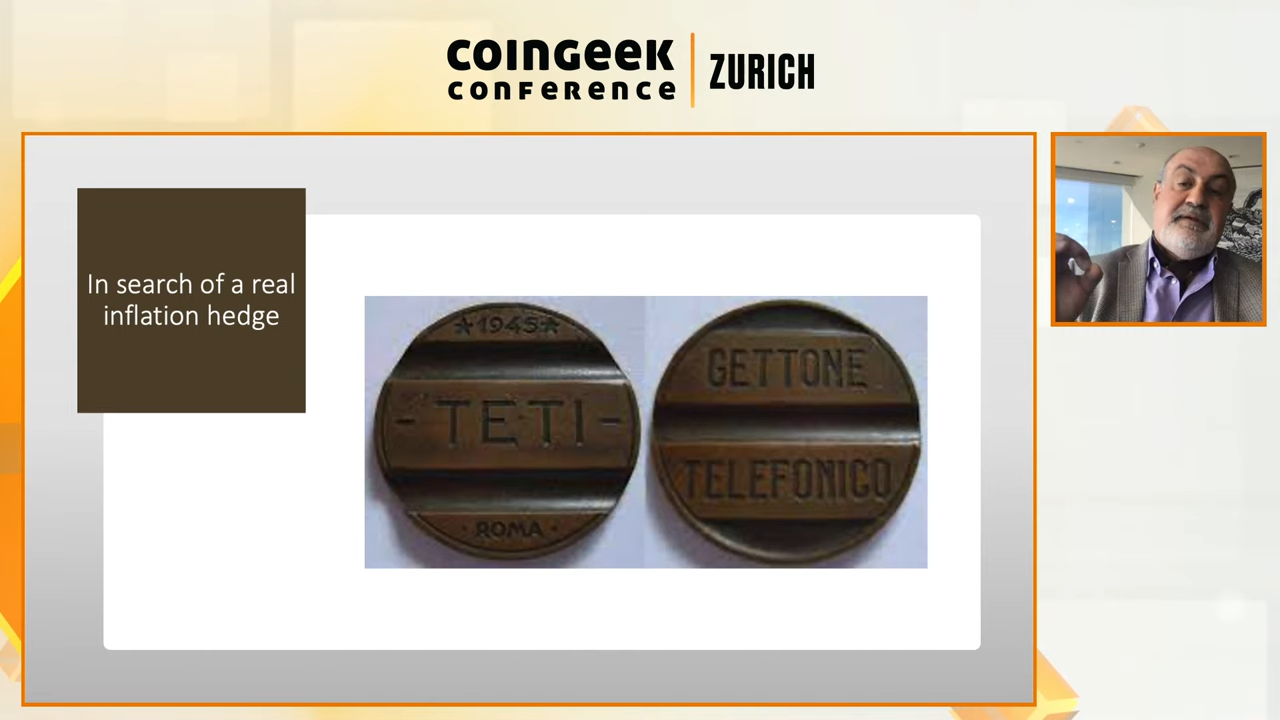 COINGEEK
CONFERENCE
ZURICH
In search of a real
inflation hedge
★1945★
- TETI -
· ROMA ·
GETTONE
TELEFONICO